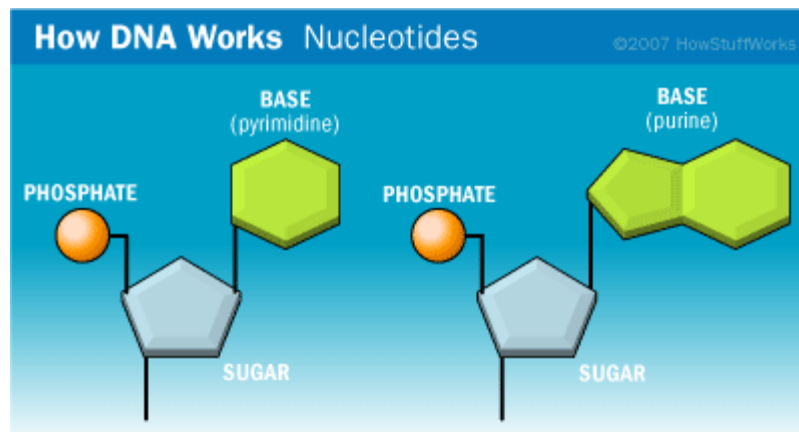 How DNA Works Nucleotides
©2007 HowStuffWorks
BASE
(pyrimidine)
PHOSPHATE
SUGAR
BASE
(purine)
PHOSPHATE
SUGAR